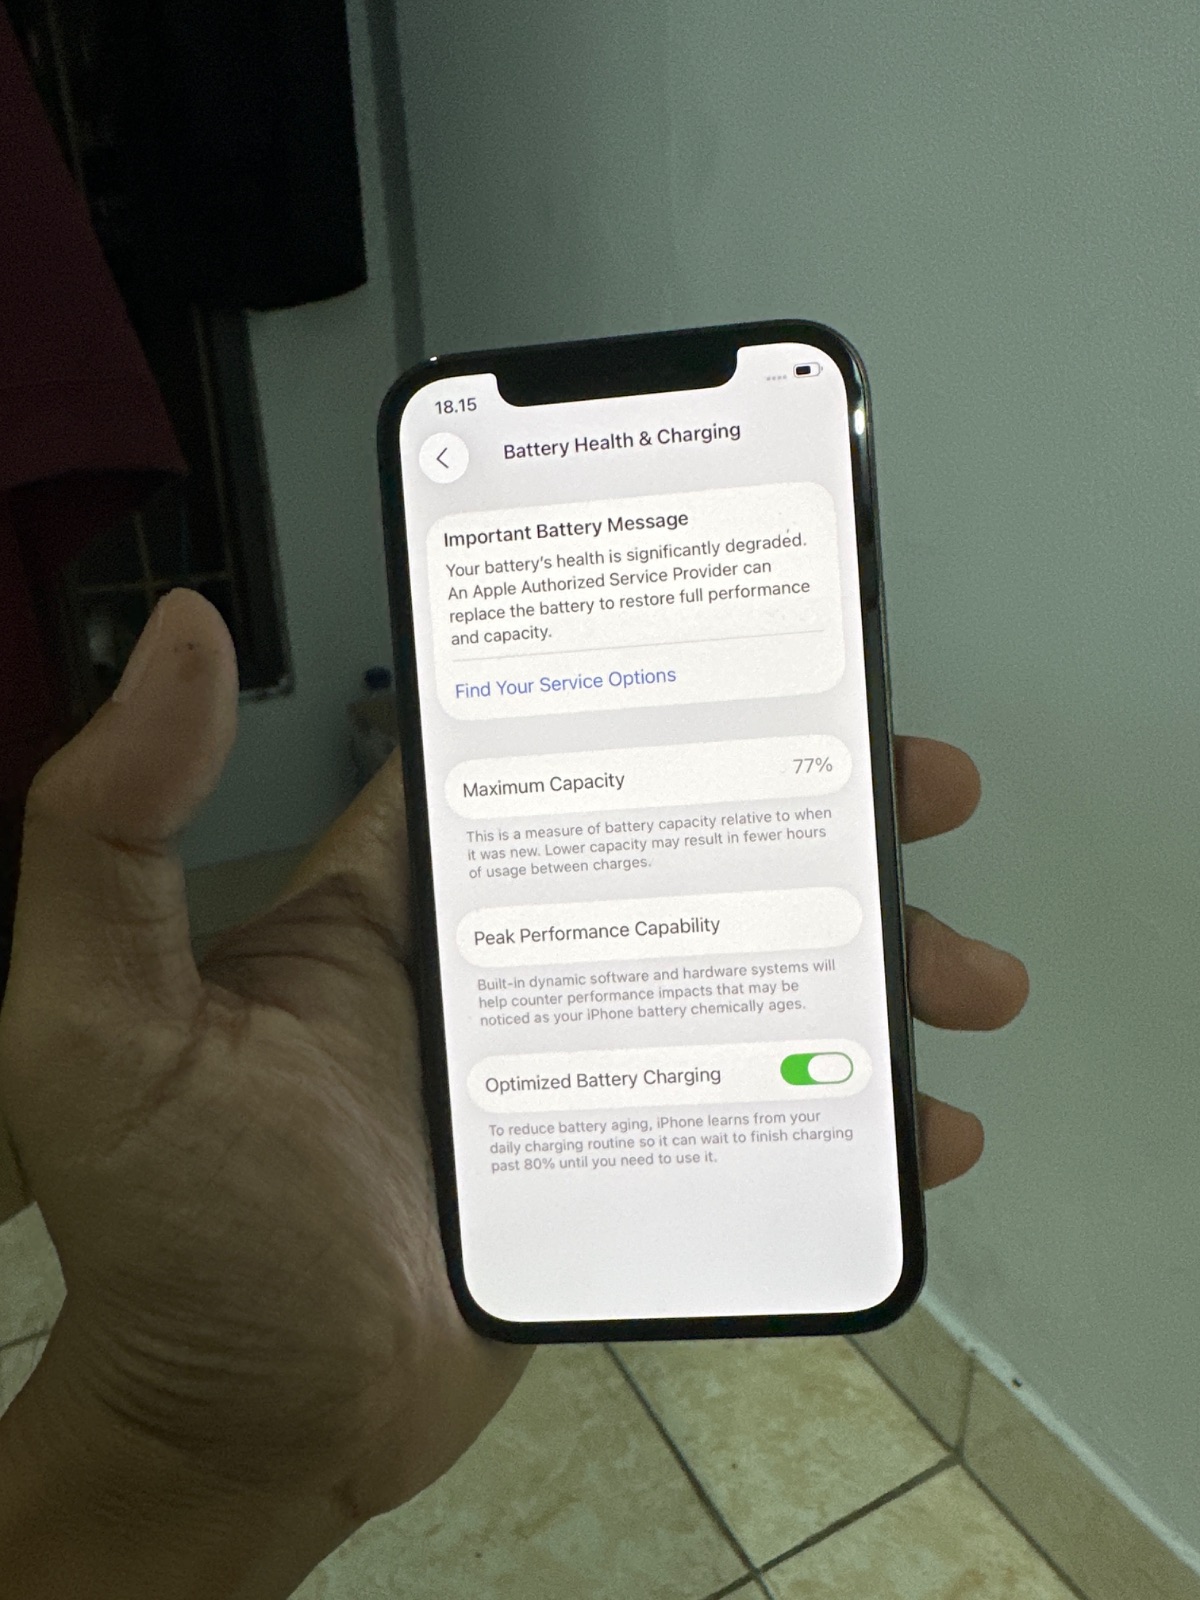 18.15
Battery Health & Charging
Important Battery Message
Your battery's health is significantly degraded.
An Apple Authorized Service Provider can
replace the battery to restore full performance
and capacity.
Find Your Service Options
Maximum Capacity 77%
This is a measure of battery capacity relative to when
it was new. Lower capacity may result in fewer hours
of usage between charges.
Peak Performance Capability
Built-in dynamic software and hardware systems will
help counter performance impacts that may be
noticed as your iPhone battery chemically ages.
Optimized Battery Charging
To reduce battery aging, iPhone learns from your
daily charging routine so it can wait to finish charging
past 80% until you need to use it.